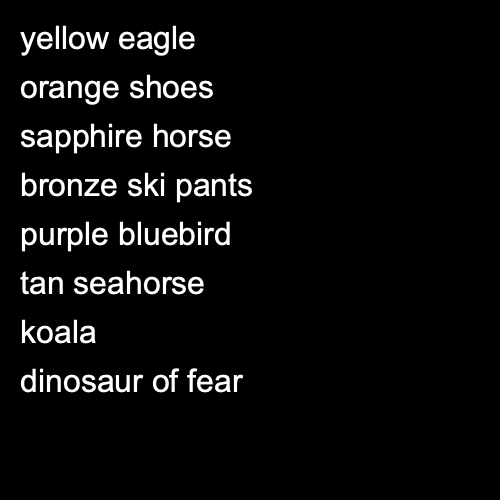 yellow eagle
orange shoes
sapphire horse
bronze ski pants
purple bluebird
tan seahorse
koala
dinosaur of fear